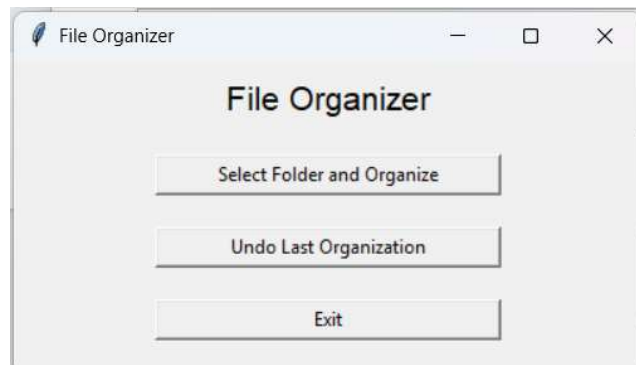 File Organizer
File Organizer
Select Folder and Organize
Undo Last Organization
Exit